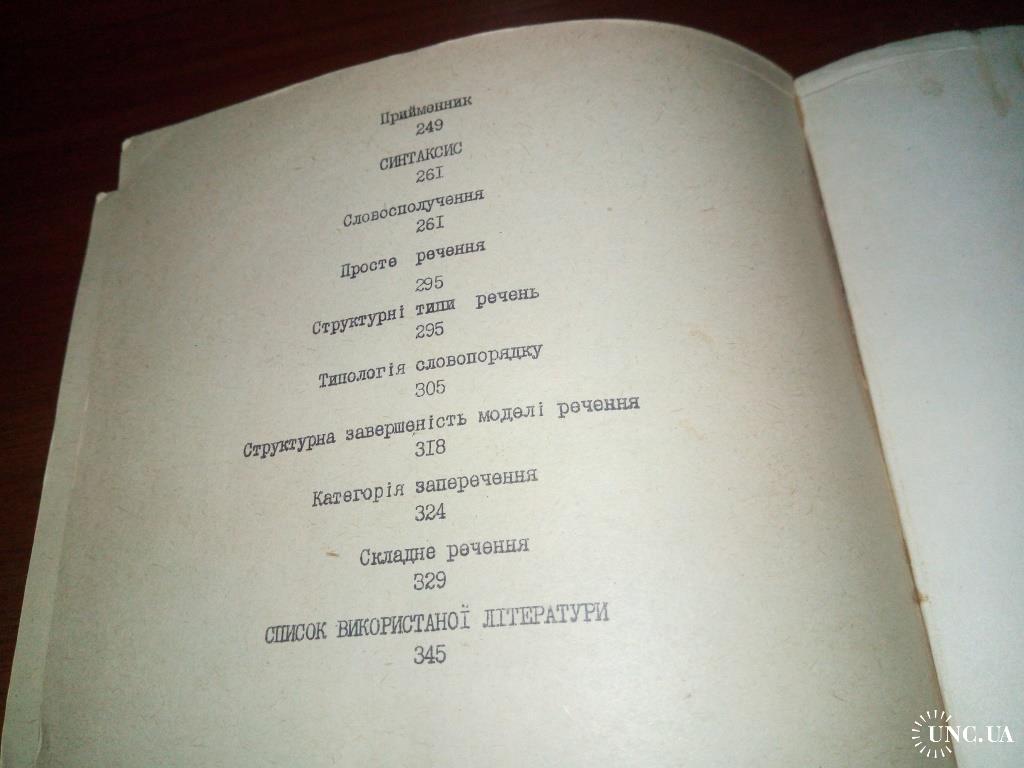 Прийменник
249
СИНТАКСИС
261
Словосполучення
261
Просте речення
295
Структурні типи речень
295
Типологія словопорядку
305
Структурна завершеність моделі речення
318
Категорія заперечення
324
Складне речення
329
СПИСОК ВИКОРИСТАНОЇ ЛІТЕРАТУРИ
345
UNC.UA